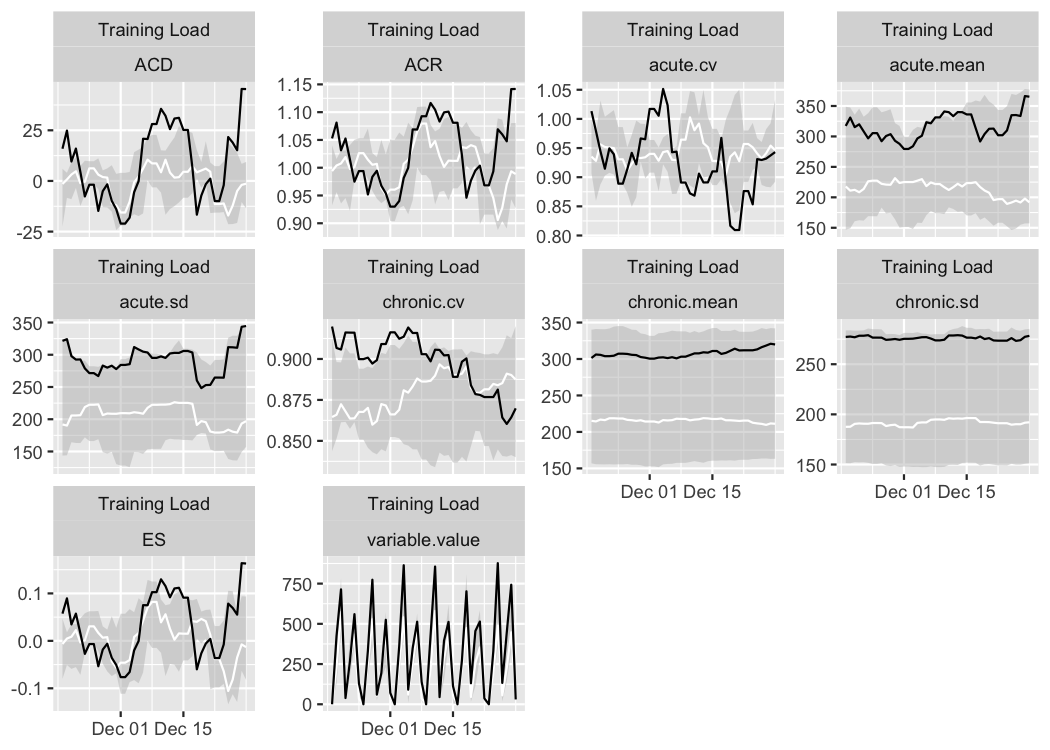 Training Load
Training Load
Training Load
Training Load
ACD
ACR
acute.cv
acute.mean
25
0
-25
1.15
1.10
1.05
1.00
0.95
0.90
1.05
1.00
0.95
0.90
0.85
0.80
350
300
250
200
150
Training Load
Training Load
Training Load
Training Load
acute.sd
chronic.cv
chronic.mean
chronic.sd
350
300
250
200
150
0.900
0.875
0.850
350
300
250
200
150
250
200
150
Dec 01 Dec 15
Dec 01 Dec 15
Training Load
Training Load
ES
variable.value
0.1
0.0
-0.1
750
500
250
0
Dec 01 Dec 15
Dec 01 Dec 15